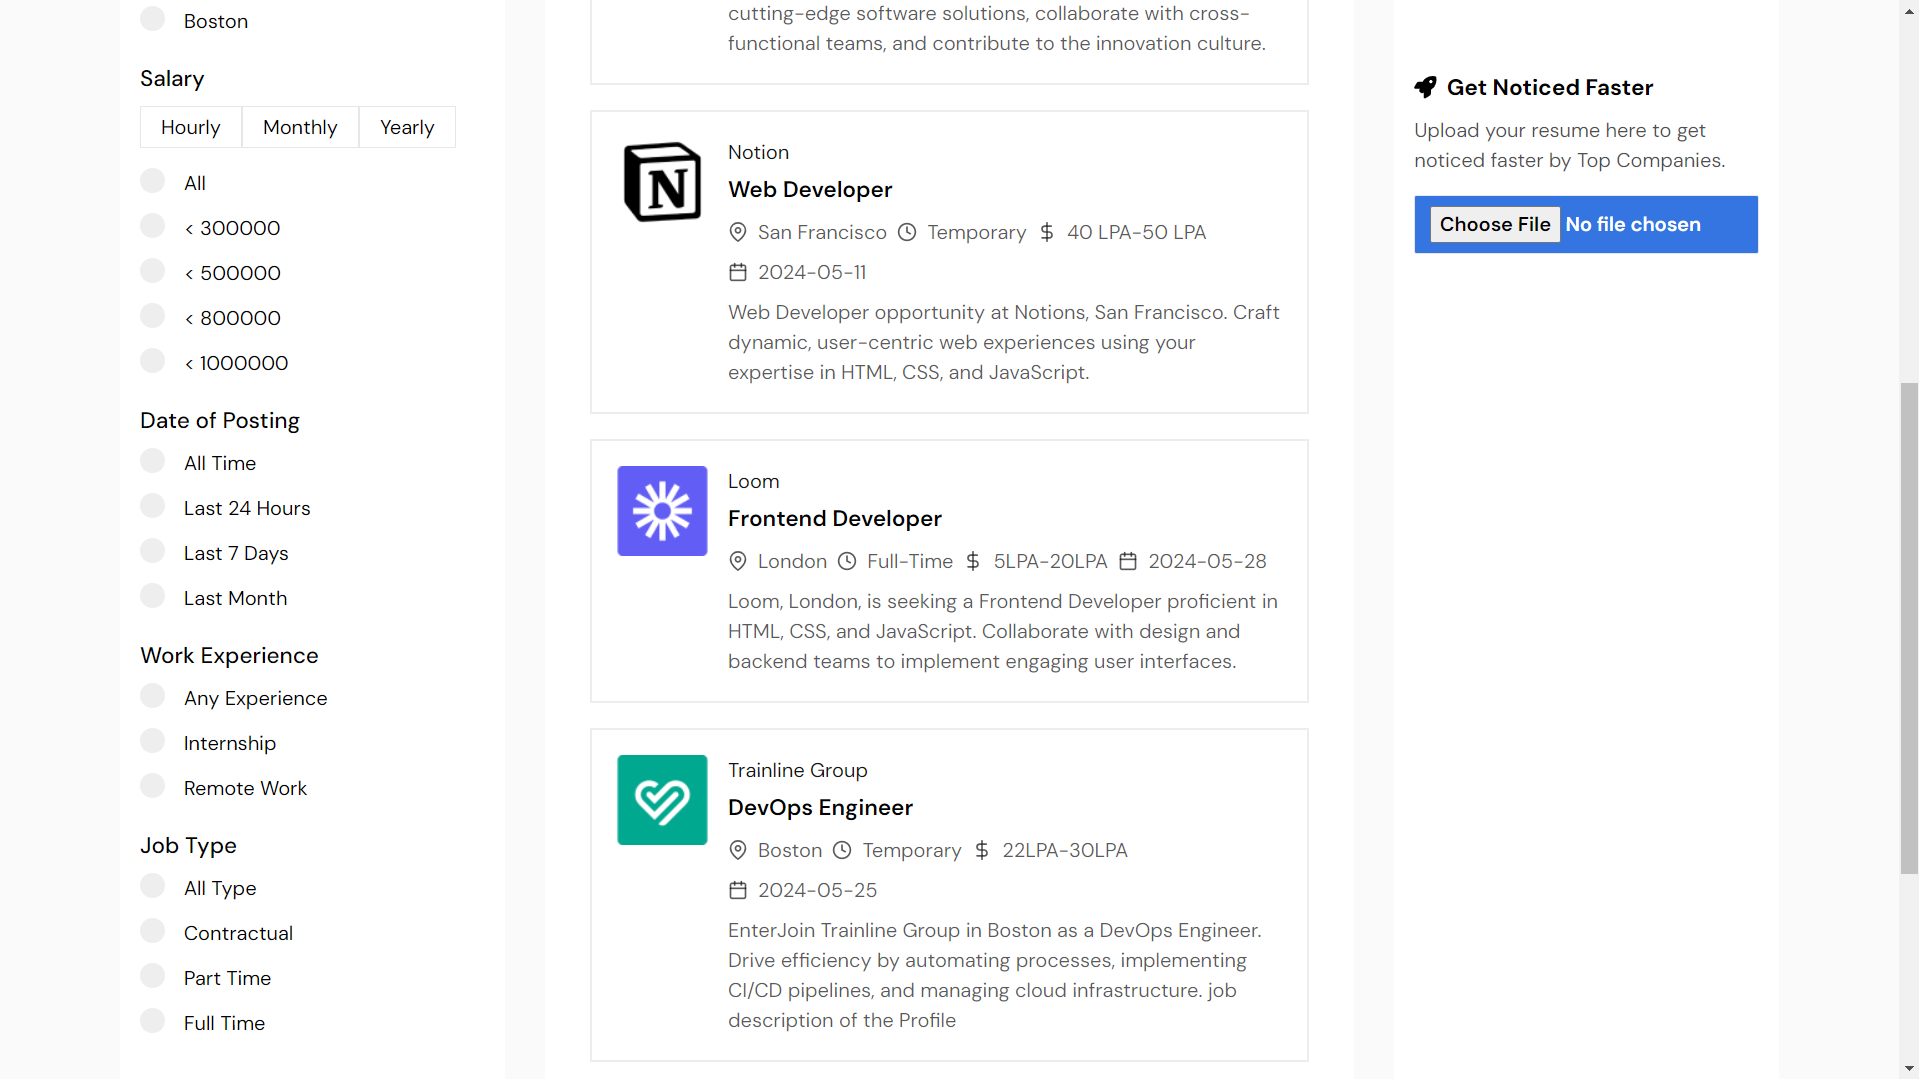 Boston
Salary
Hourly Monthly Yearly
All
< 300000
< 500000
< 800000
< 1000000
Date of Posting
All Time
Last 24 Hours
Last 7 Days
Last Month
Work Experience
Any Experience
Internship
Remote Work
Job Type
All Type
Contractual
Part Time
Full Time
cutting-edge software solutions, collaborate with cross-
functional teams, and contribute to the innovation culture.
N
Notion
Web Developer
San Francisco Temporary $ 40 LPA-50 LPA
2024-05-11
Web Developer opportunity at Notions, San Francisco. Craft
dynamic, user-centric web experiences using your
expertise in HTML, CSS, and JavaScript.
Loom
Frontend Developer
London Full-Time $ 5LPA-20LPA 2024-05-28
Loom, London, is seeking a Frontend Developer proficient in
HTML, CSS, and JavaScript. Collaborate with design and
backend teams to implement engaging user interfaces.
Trainline Group
DevOps Engineer
Boston Temporary $ 22LPA-30LPA
2024-05-25
EnterJoin Trainline Group in Boston as a DevOps Engineer.
Drive efficiency by automating processes, implementing
CI/CD pipelines, and managing cloud infrastructure. job
description of the Profile
Get Noticed Faster
Upload your resume here to get
noticed faster by Top Companies.
Choose File No file chosen